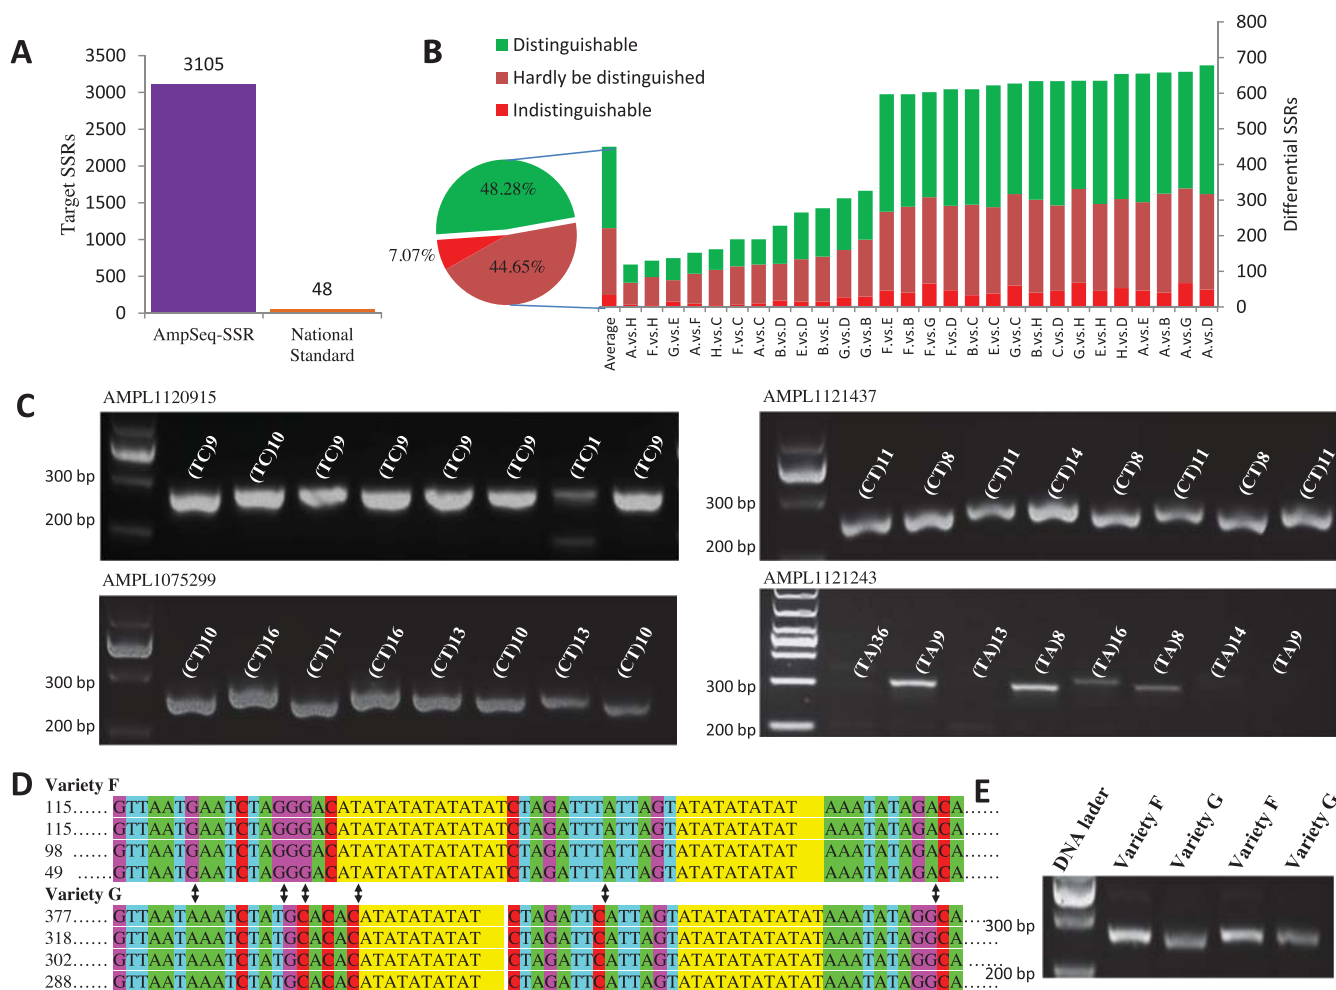 A
3500
3000
2500
2000
1500
1000
500
0
Target SSRs
3105
48
AmpSeq-SSR
National
Standard
B
Distinguishable
Hardly be distinguished
Indistinguishable
48.28%
7.07%
44.65%
800
700
600
500
400
300
200
100
0
Differential SSRs
Average
A.vs.H
F.vs.H
G.vs.E
A.vs.F
H.vs.C
F.vs.C
A.vs.C
B.vs.D
E.vs.D
B.vs.E
G.vs.D
G.vs.B
F.vs.E
F.vs.B
F.vs.G
F.vs.D
B.vs.C
E.vs.C
G.vs.C
B.vs.H
C.vs.D
G.vs.H
E.vs.H
H.vs.D
A.vs.E
A.vs.B
A.vs.G
A.vs.D
C
AMPL1120915
300 bp
200 bp
(TC)9 (TC)10 (TC)9 (TC)9 (TC)9 (TC)9 (TC)1 (TC)9
AMPL1121437
300 bp
200 bp
(CT)11 (CT)8 (CT)11 (CT)14 (CT)8 (CT)11 (CT)8 (CT)11
AMPL1075299
300 bp
200 bp
(CT)10 (CT)16 (CT)11 (CT)16 (CT)13 (CT)10 (CT)13 (CT)10
AMPL1121243
300 bp
200 bp
(TA)36 (TA)9 (TA)13 (TA)8 (TA)16 (TA)8 (TA)14 (TA)9
D
Variety F
115...... GTTAATGAATCTAGGGACATATATATATATATCTAGATTTATTAGTATATATATAT AAATATAGACA......
115...... GTTAATGAATCTAGGGACATATATATATATATCTAGATTTATTAGTATATATATAT AAATATAGACA......
98 ...... GTTAATGAATCTAGGGACATATATATATATATCTAGATTTATTAGTATATATATAT AAATATAGACA......
49 ...... GTTAATGAATCTAGGGACATATATATATATATCTAGATTTATTAGTATATATATAT AAATATAGACA......
Variety G
377...... GTTAATAAATCTATGCACACATATATATATAT CTAGATTCATTAGTATATATATATATAAATATAGGCA......
318...... GTTAATAAATCTATGCACACATATATATATAT CTAGATTCATTAGTATATATATATATAAATATAGGCA......
302...... GTTAATAAATCTATGCACACATATATATATAT CTAGATTCATTAGTATATATATATATAAATATAGGCA......
288...... GTTAATAAATCTATGCACACATATATATATAT CTAGATTCATTAGTATATATATATATAAATATAGGCA......
E
DNA lader
Variety F
Variety G
Variety F
Variety G
300 bp
200 bp